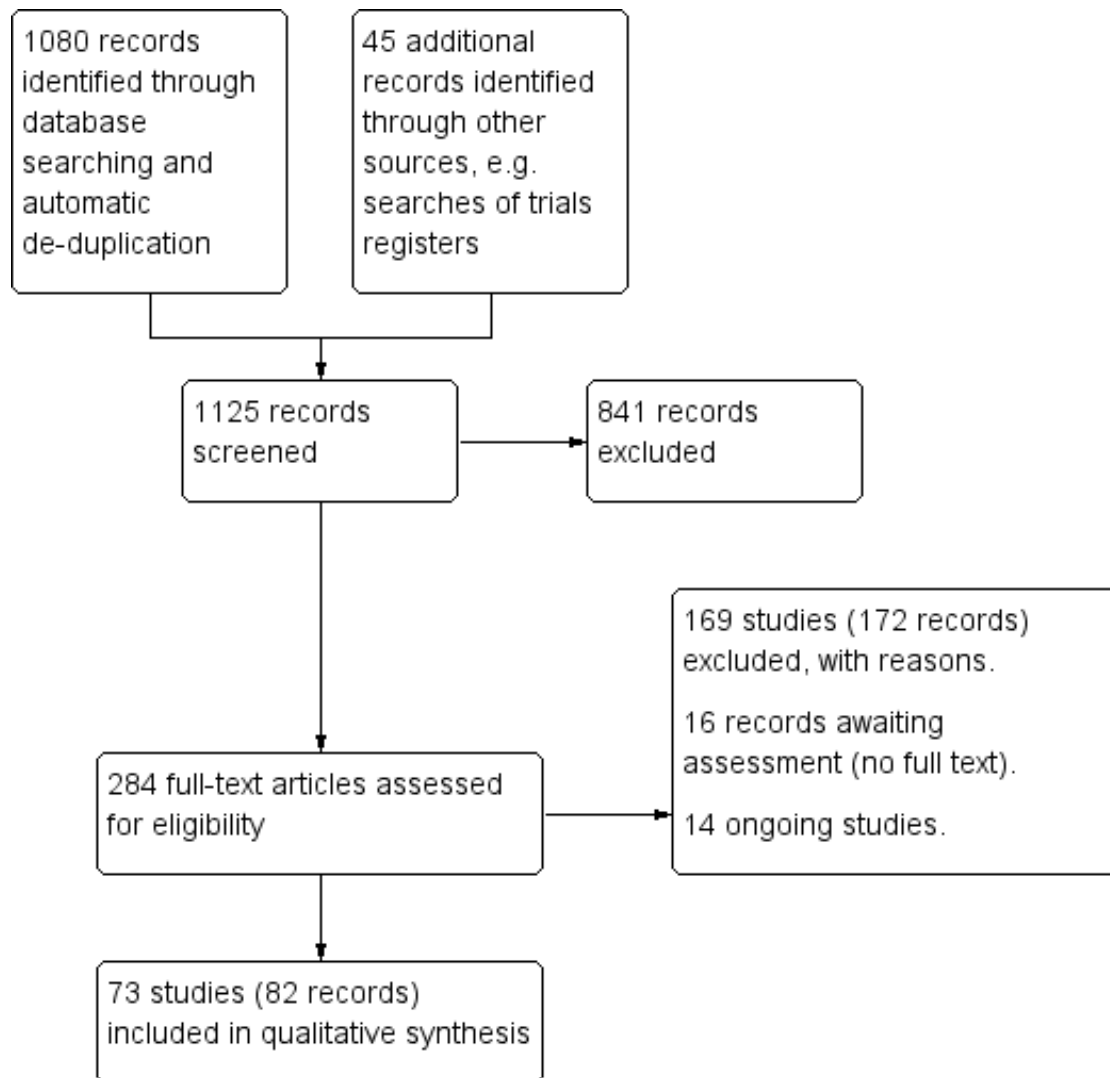 1080 records
identified through
database
searching and
automatic
de-duplication
45 additional
records identified
through other
sources, e.g.
searches of trials
registers
1125 records
screened
841 records
excluded
169 studies (172 records)
excluded, with reasons.
16 records awaiting
assessment (no full text).
14 ongoing studies.
284 full-text articles assessed
for eligibility
73 studies (82 records)
included in qualitative synthesis